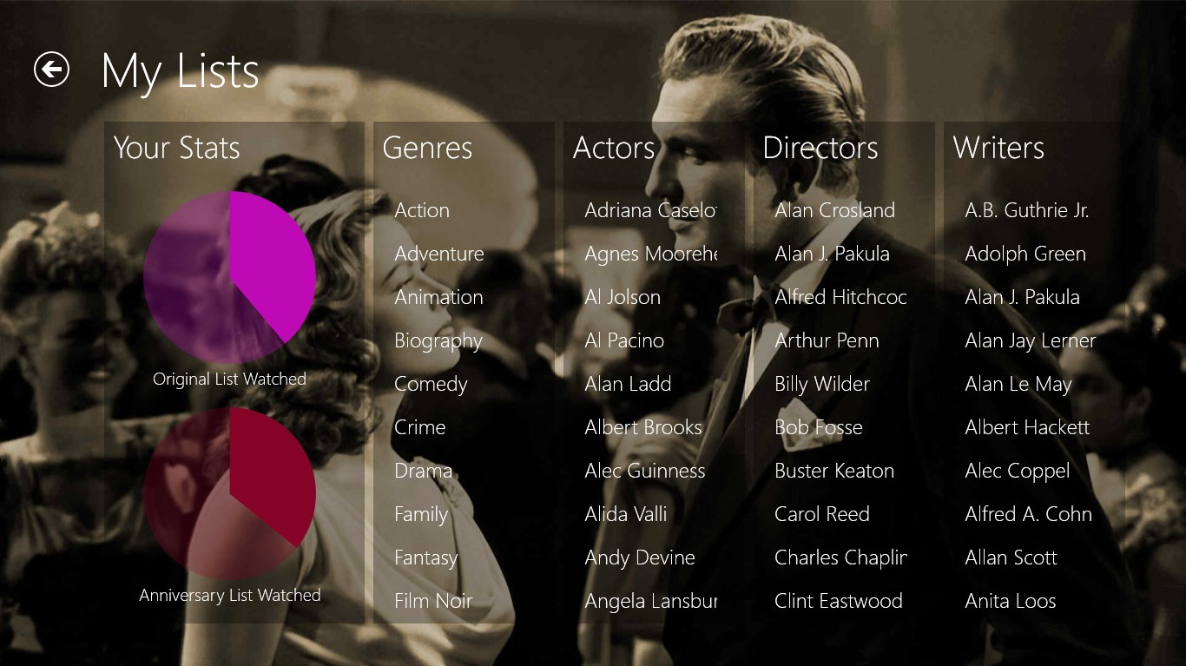 My Lists
Your Stats
Original List Watched
Anniversary List Watched
Genres
Action
Adventure
Animation
Biography
Comedy
Crime
Drama
Family
Fantasy
Film Noir
Actors
Adriana Caselo
Agnes Moorehe
Al Jolson
Al Pacino
Alan Ladd
Albert Brooks
Alec Guinness
Alida Valli
Andy Devine
Angela Lansbur
Directors
Alan Crosland
Alan J. Pakula
Alfred Hitchcoc
Arthur Penn
Billy Wilder
Bob Fosse
Buster Keaton
Carol Reed
Charles Chaplin
Clint Eastwood
Writers
A.B. Guthrie Jr.
Adolph Green
Alan J. Pakula
Alan Jay Lerner
Alan Le May
Albert Hackett
Alec Coppel
Alfred A. Cohn
Allan Scott
Anita Loos